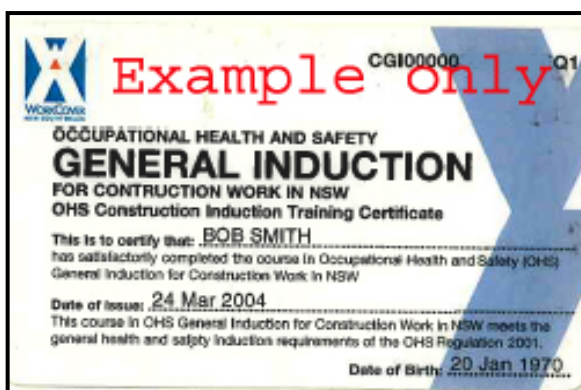 CGI00000 Q1
Example only
WORKCOVER
NEW SOUTH WALES
OCCUPATIONAL HEALTH AND SAFETY
GENERAL INDUCTION
FOR CONTRUCTION WORK IN NSW
OHS Construction Induction Training Certificate
This is to certify that: BOB SMITH
has satisfactorily completed the course in Occupational Health and Safety (OHS)
General Induction for Construction Work in NSW
Date of issue: 24 Mar 2004
This course in OHS General Induction for Construction Work in NSW meets the
general health and safety induction requirements of the OHS Regulation 2001.
Date of Birth: 20 Jan 1970